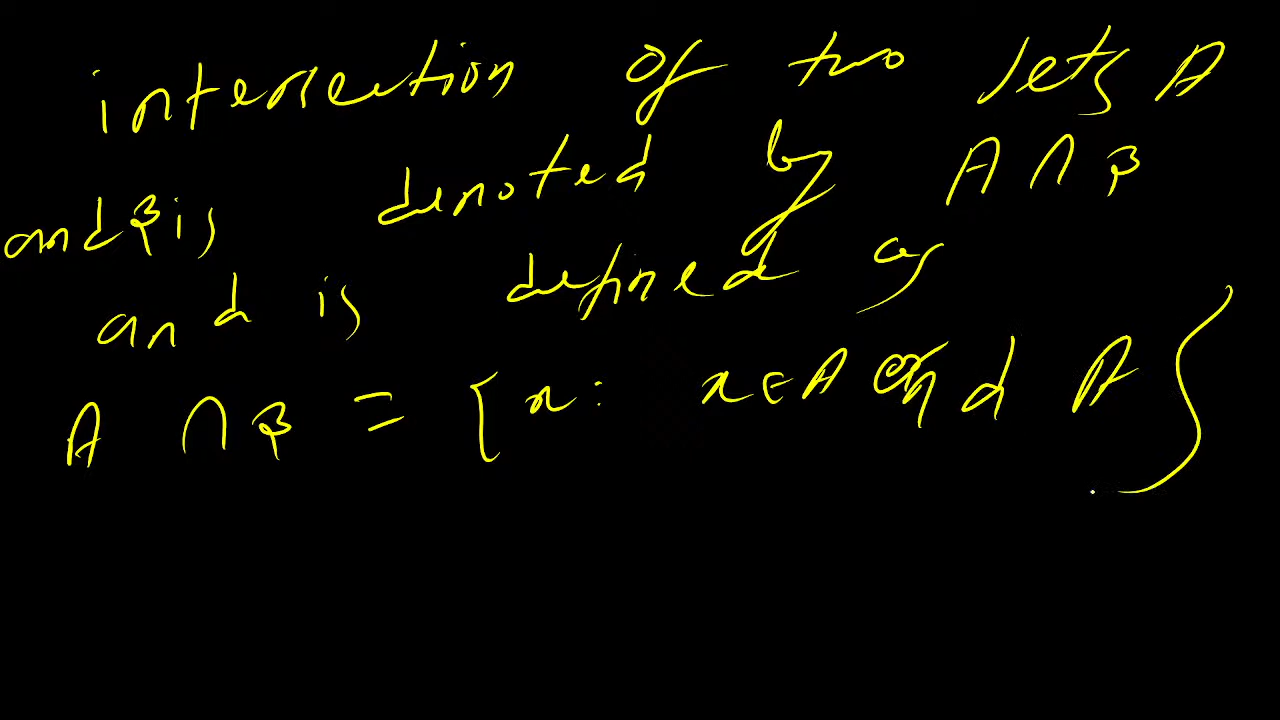 intersection of two sets A
and B is denoted by A ∩ B
and is defined as
A ∩ B = { x : x ∈ A and A }